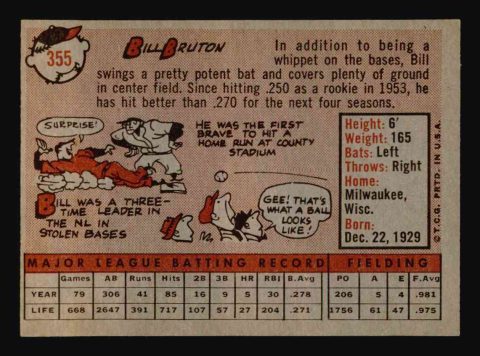 355
BILL BRUTON
In addition to being a
whippet on the bases, Bill
swings a pretty potent bat and covers plenty of ground
in center field. Since hitting .250 as a rookie in 1953, he
has hit better than .270 for the next four seasons.
SURPRISE!
HE WAS THE FIRST
BRAVE TO HIT A
HOME RUN AT COUNTY
STADIUM
BILL WAS A THREE-
TIME LEADER IN
THE NL IN
STOLEN BASES
GEE! THAT'S
WHAT A BALL
LOOKS
LIKE!
Height: 6'
Weight: 165
Bats: Left
Throws: Right
Home:
Milwaukee,
Wisc.
Born:
Dec. 22, 1929
© T.C.G. PRTD. IN U.S.A.
MAJOR LEAGUE BATTING RECORD FIELDING
Games AB Runs Hits 2B 3B HR RBI B.Avg PO A E F.Avg
YEAR 79 306 41 85 16 9 5 30 .278 206 5 4 .981
LIFE 668 2647 391 717 107 57 27 204 .271 1756 61 47 .975